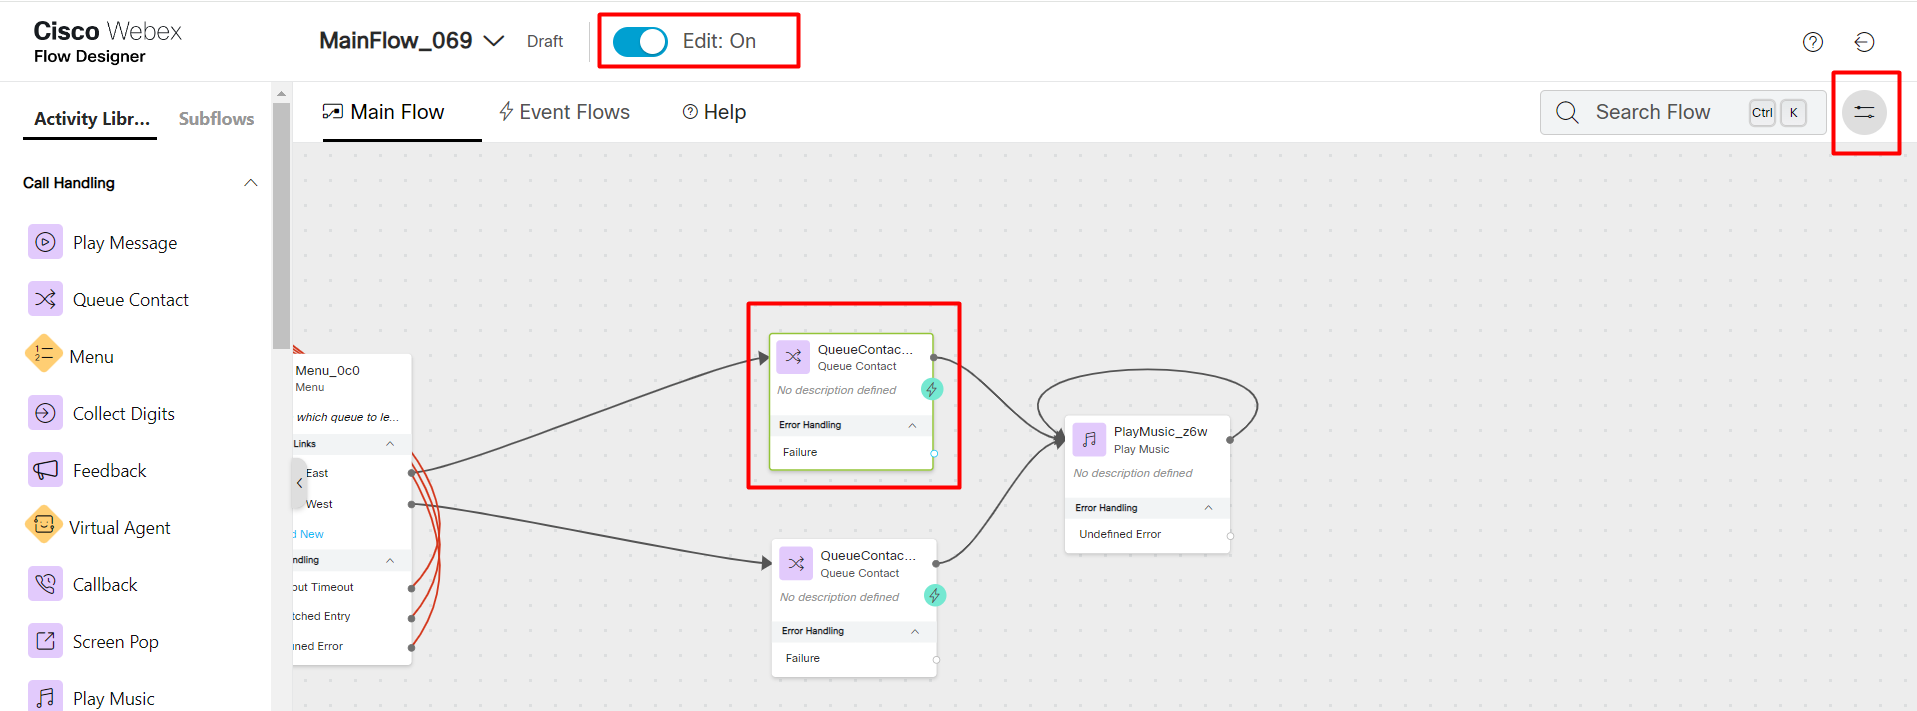 Cisco Webex
Flow Designer
MainFlow_069
Draft
Edit: On
Activity Libr...
Subflows
Main Flow
Event Flows
Help
Search Flow
Ctrl
K
Call Handling
Play Message
Queue Contact
Menu
Collect Digits
Feedback
Virtual Agent
Callback
Screen Pop
Play Music
Menu_0c0
Menu
which queue to le...
Links
East
West
d New
ndling
out Timeout
tched Entry
ned Error
QueueContac...
Queue Contact
No description defined
Error Handling
Failure
QueueContac...
Queue Contact
No description defined
Error Handling
Failure
PlayMusic_z6w
Play Music
No description defined
Error Handling
Undefined Error